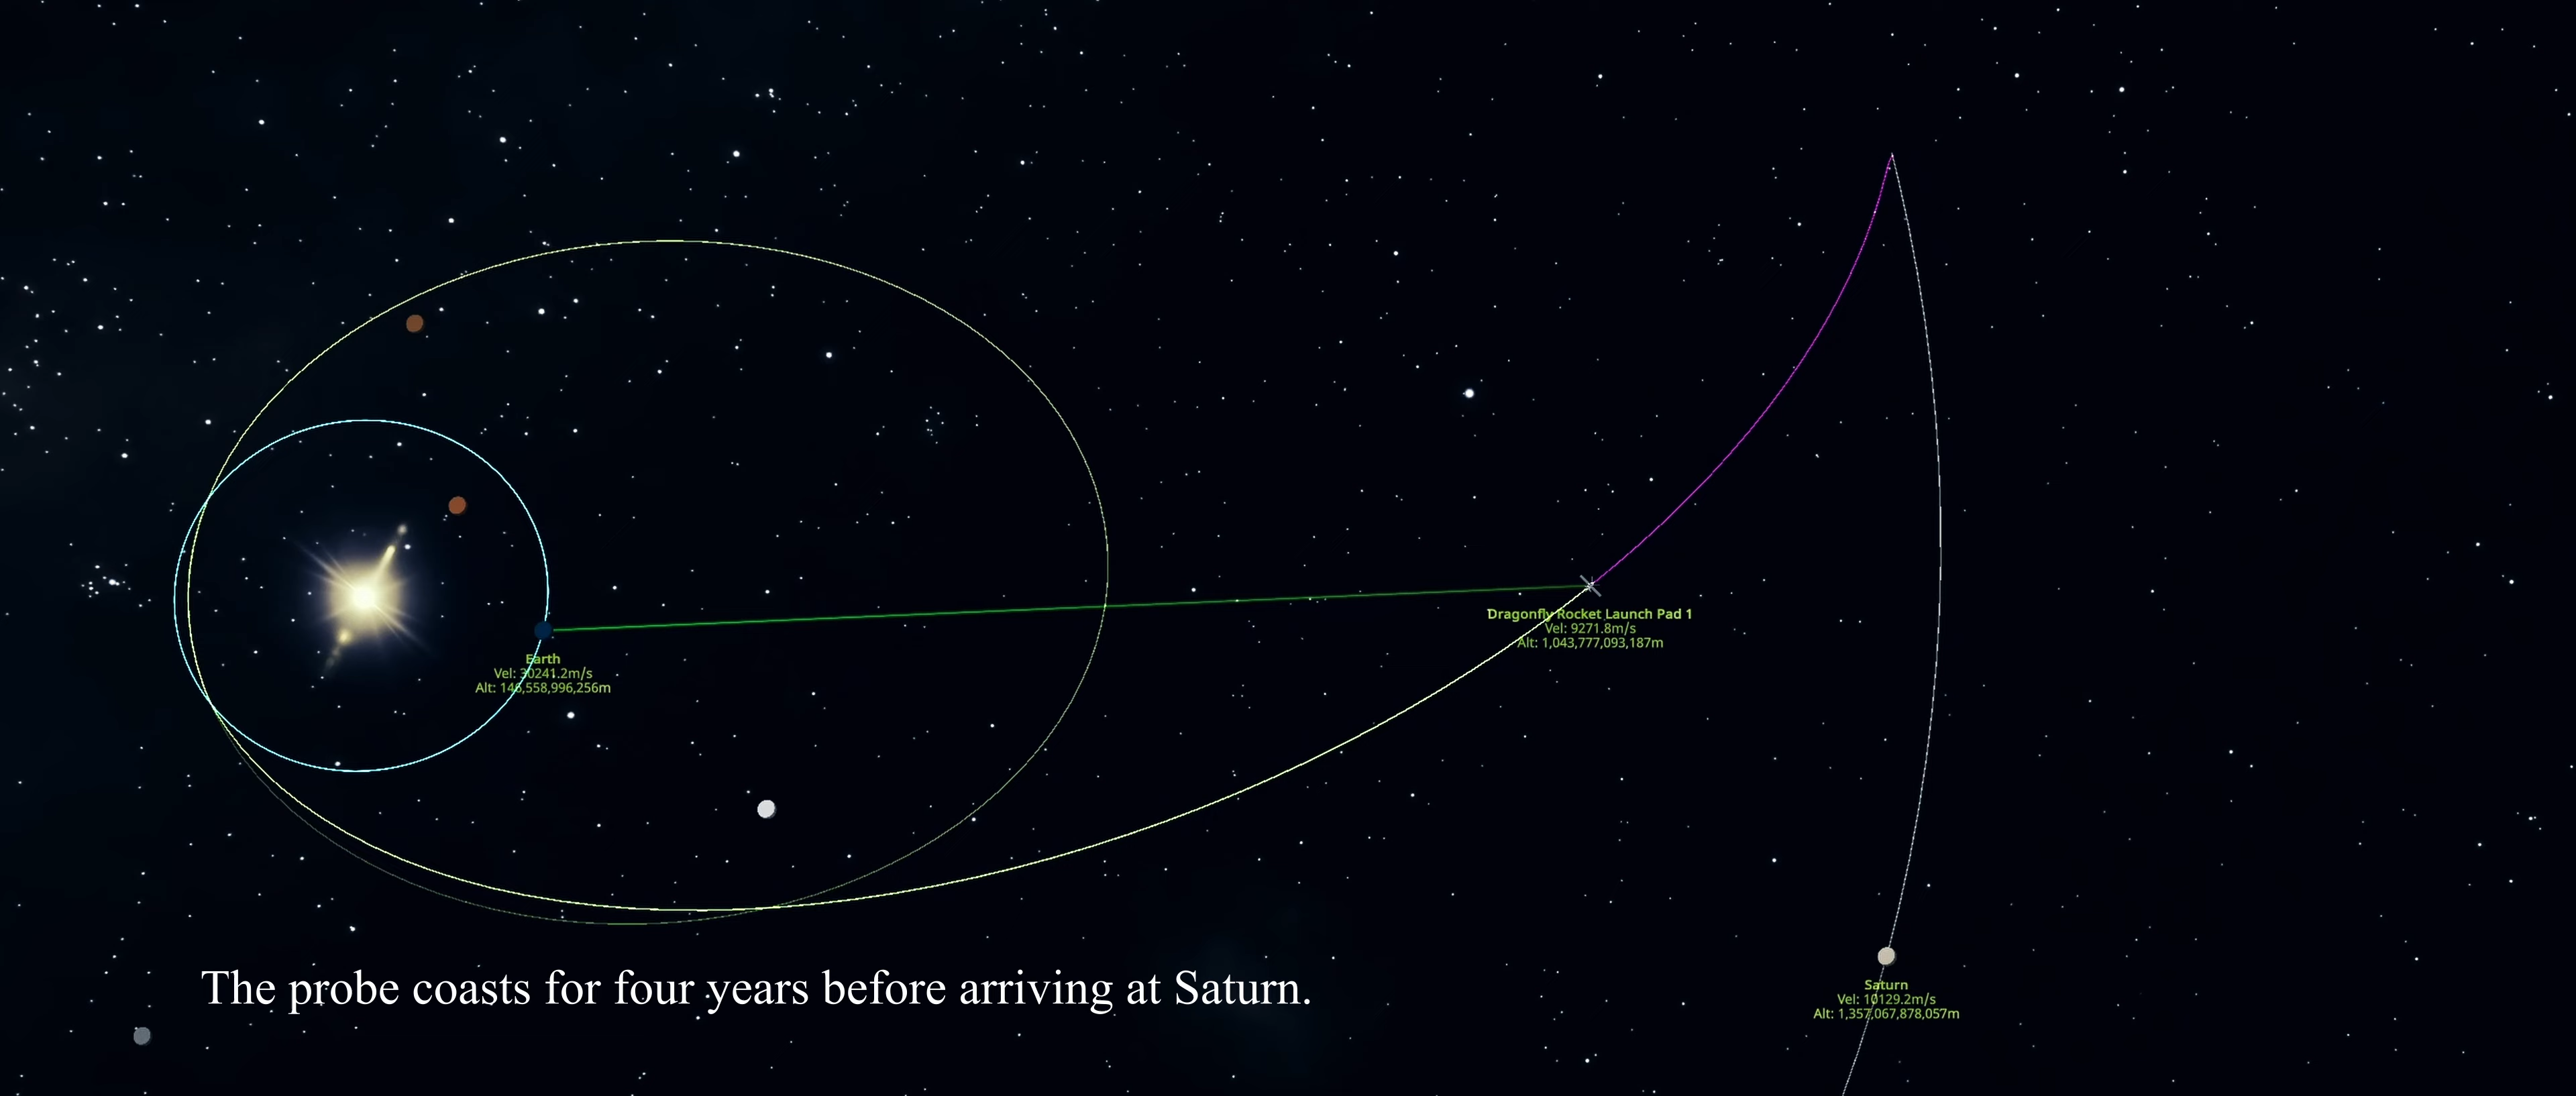 Dragonfly Rocket Launch Pad 1
Vel: 9271.8m/s
Alt: 1,043,777,093,187m
Earth
Vel: 30241.2m/s
Alt: 146,558,996,256m
The probe coasts for four years before arriving at Saturn.
Saturn
Vel: 10129.2m/s
Alt: 1,357,067,878,057m